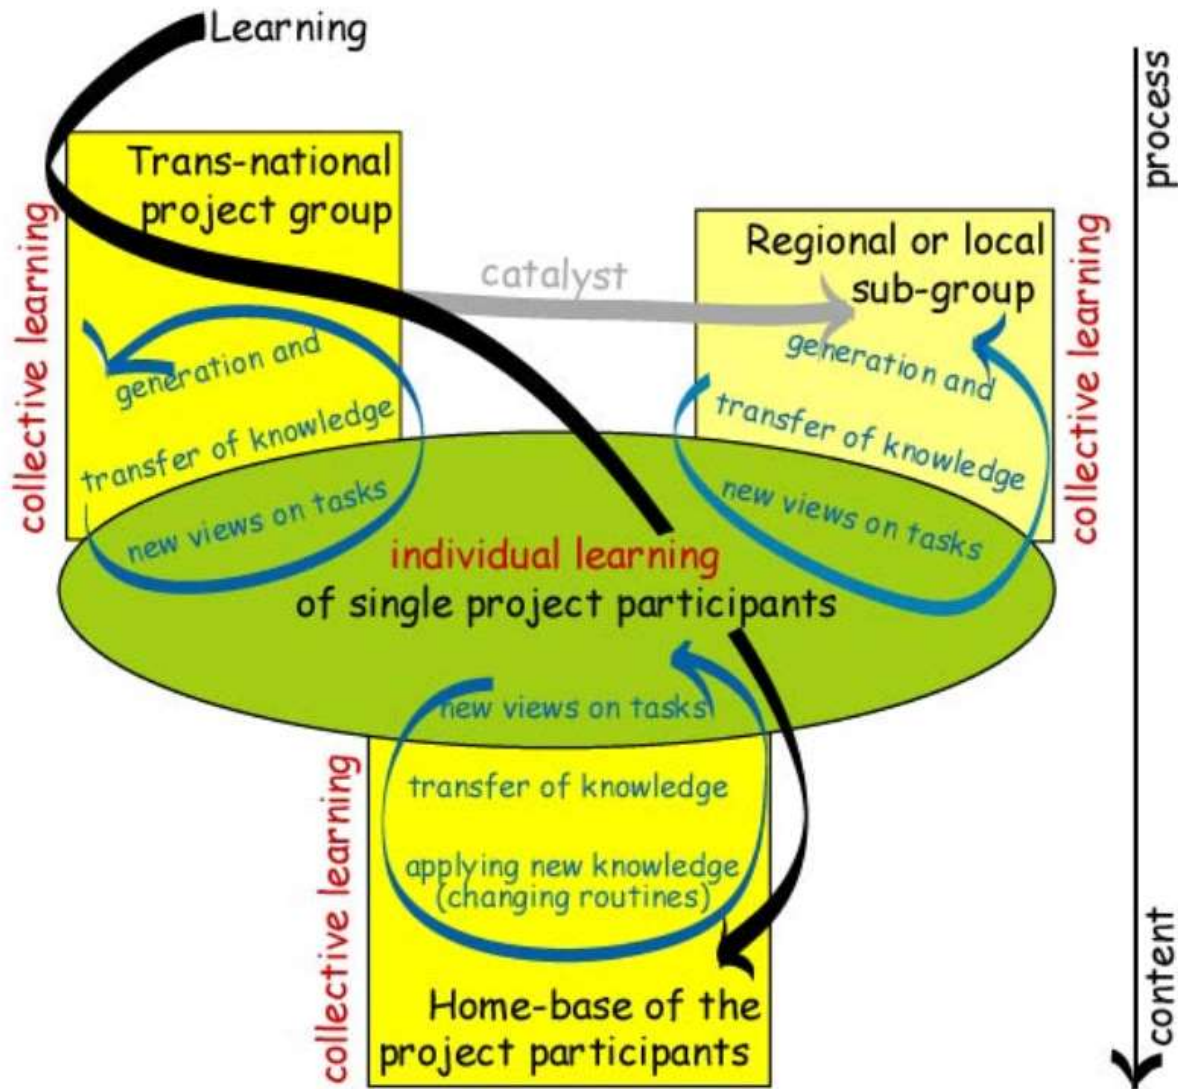 Learning
process
Trans-national
project group
collective learning
catalyst
Regional or local
sub-group
collective learning
generation and
transfer of knowledge
new views on tasks
generation and
transfer of knowledge
new views on tasks
individual learning
of single project participants
new views on tasks
transfer of knowledge
applying new knowledge
(changing routines)
collective learning
Home-base of the
project participants
content